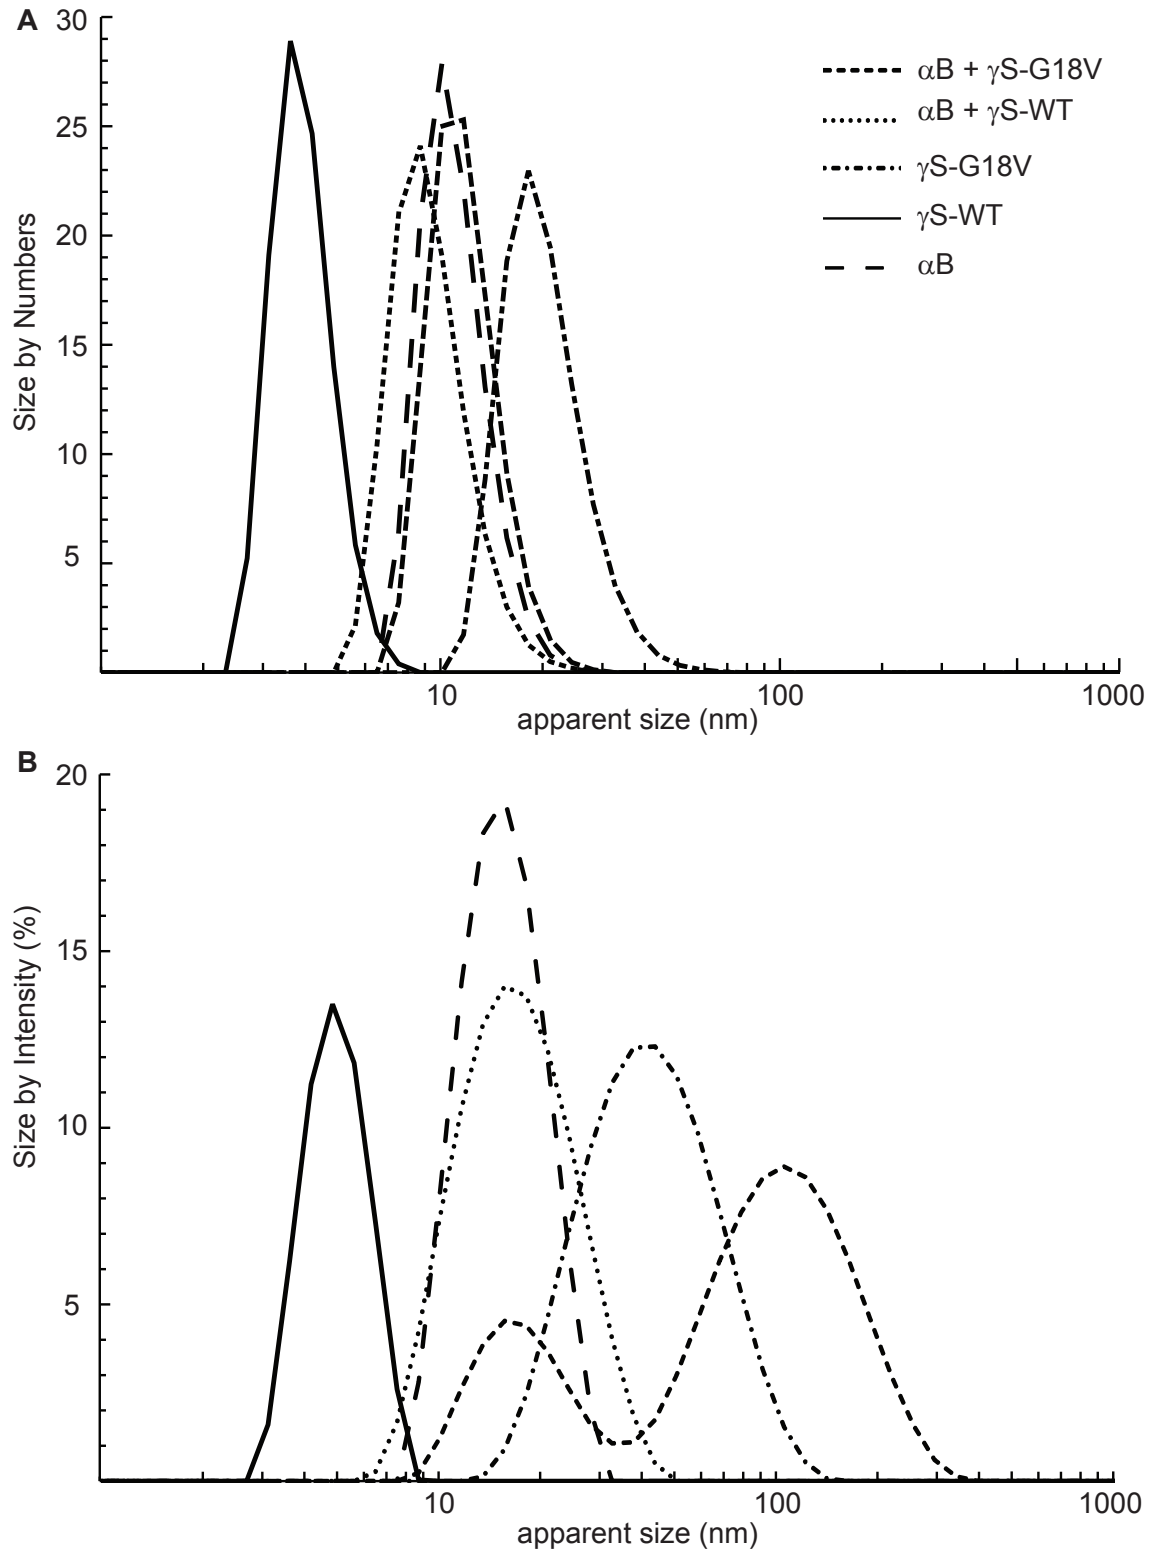 A
30
25
20
15
10
5
Size by Numbers
αB + γS-G18V
αB + γS-WT
γS-G18V
γS-WT
αB
10
100
1000
apparent size (nm)
B
20
15
10
5
Size by Intensity (%)
10
100
1000
apparent size (nm)